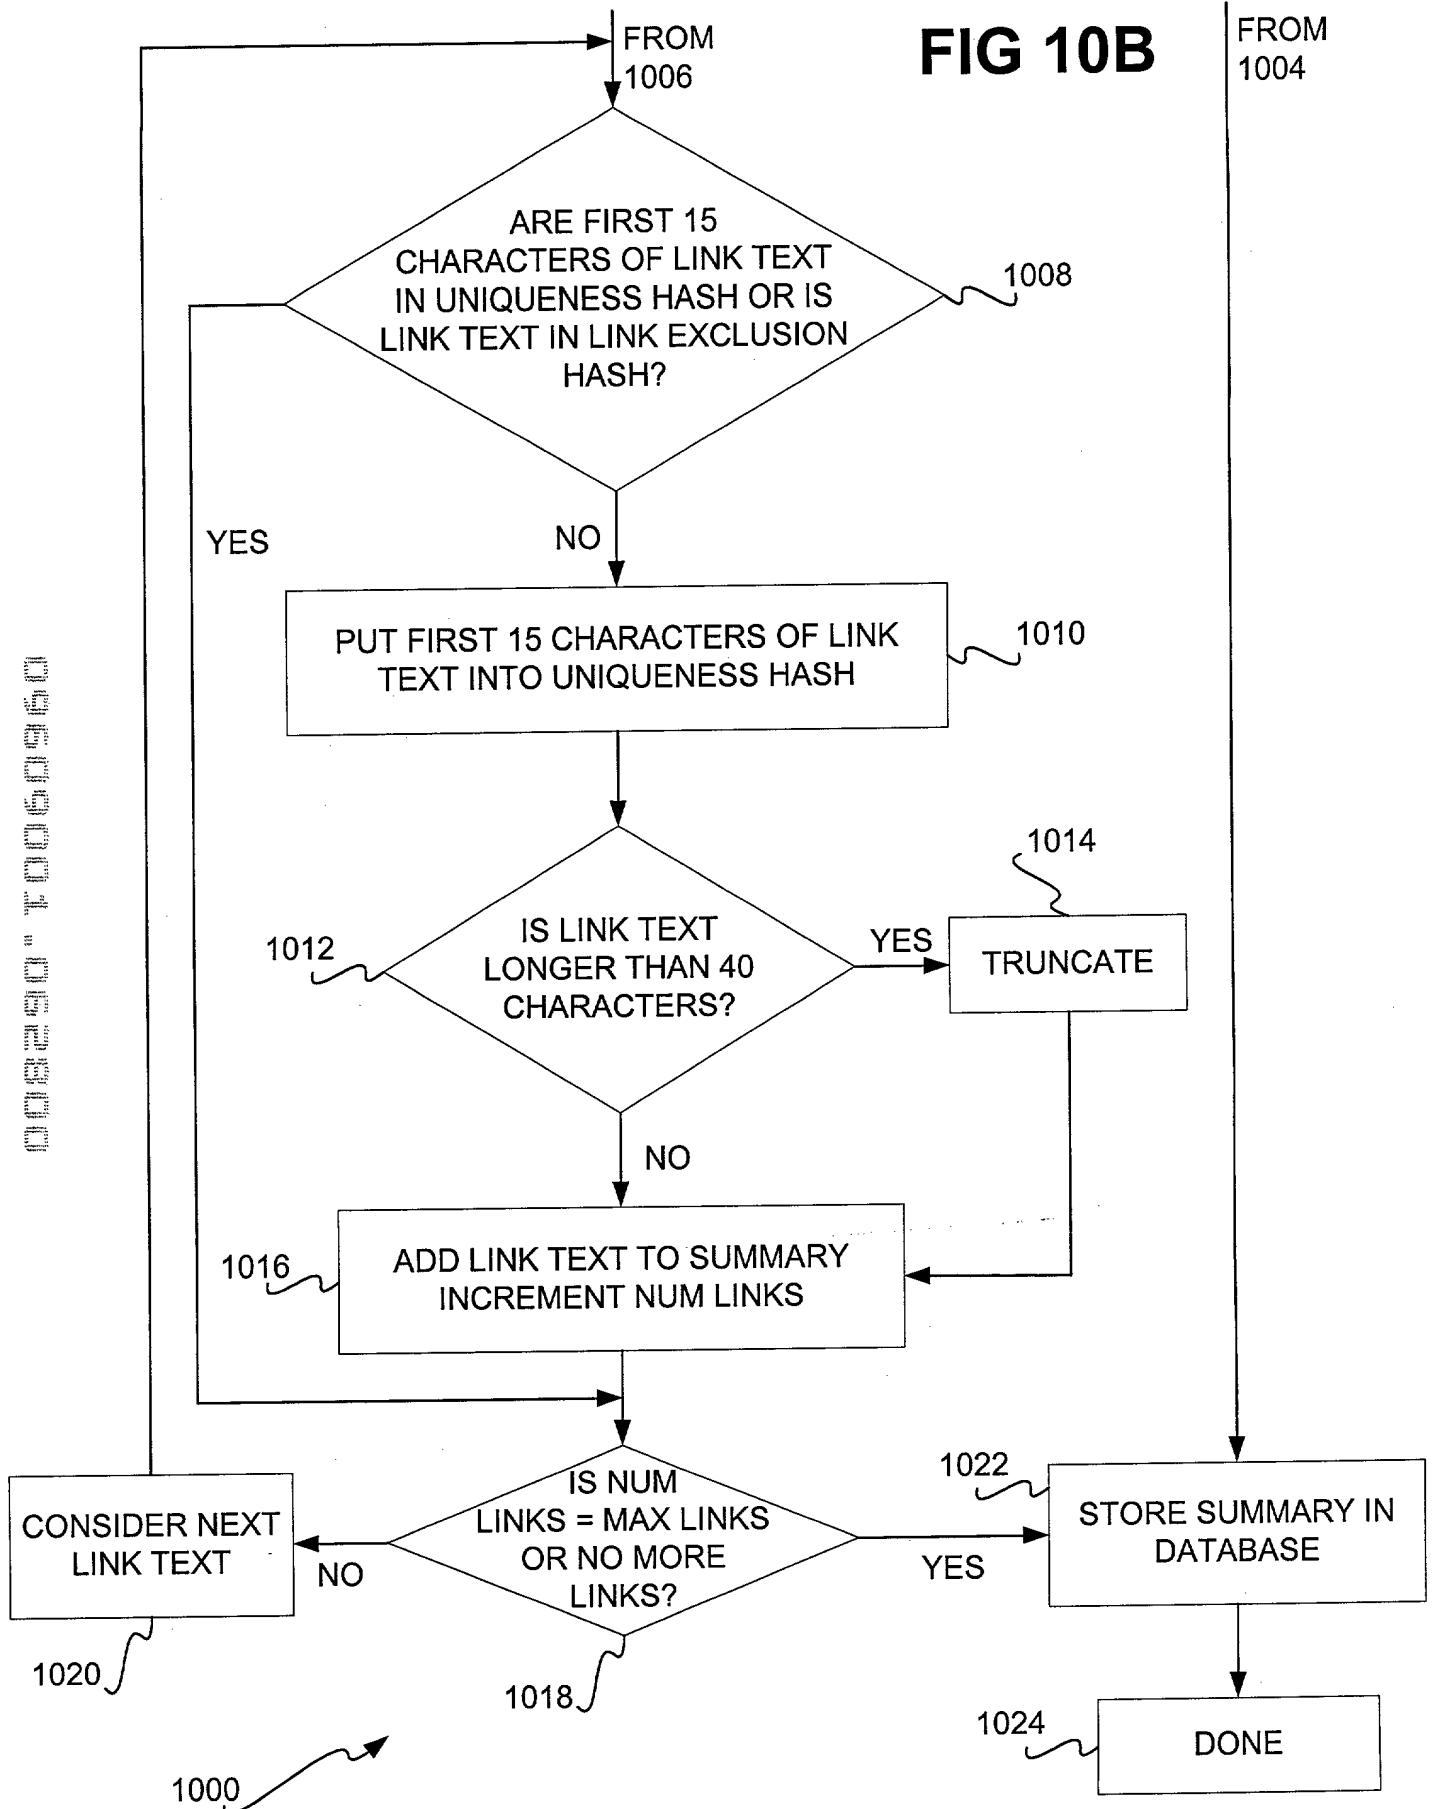 FROM
1006
FIG 10B
FROM
1004
ARE FIRST 15
CHARACTERS OF LINK TEXT
IN UNIQUENESS HASH OR IS
LINK TEXT IN LINK EXCLUSION
HASH?
1008
YES
NO
PUT FIRST 15 CHARACTERS OF LINK
TEXT INTO UNIQUENESS HASH
1010
1014
IS LINK TEXT
LONGER THAN 40
CHARACTERS?
1012
YES
TRUNCATE
NO
1016
ADD LINK TEXT TO SUMMARY
INCREMENT NUM LINKS
IS NUM
LINKS = MAX LINKS
OR NO MORE
LINKS?
1022
STORE SUMMARY IN
DATABASE
CONSIDER NEXT
LINK TEXT
NO
YES
1020
1018
1024
DONE
1000